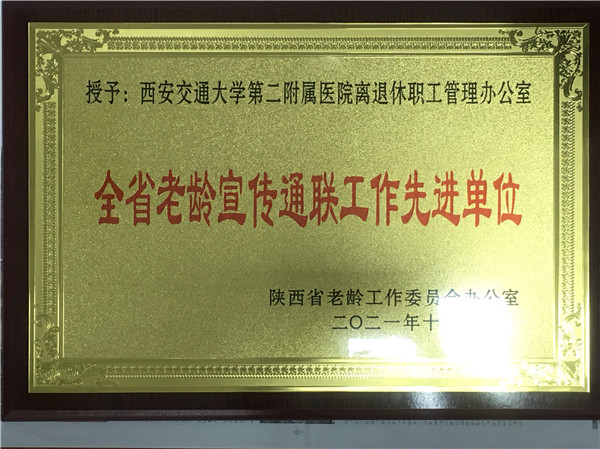 授予：西安交通大学第二附属医院离退休职工管理办公室
全省老龄宣传通联工作先进单位
陕西省老龄工作委员会办公室
二〇二一年十